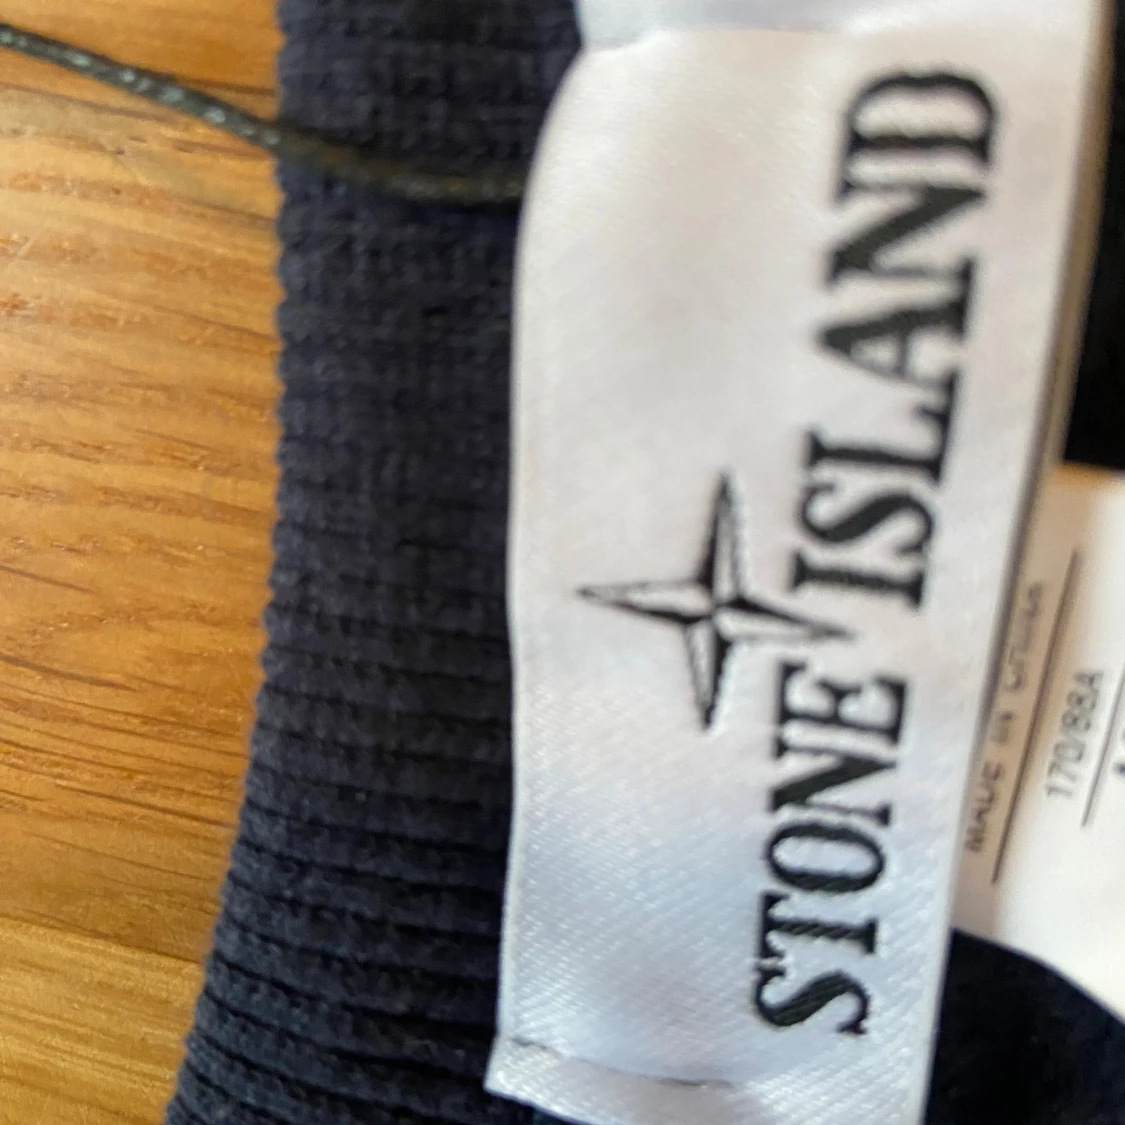 STONE ISLAND
MADE IN CHINA
170/88A